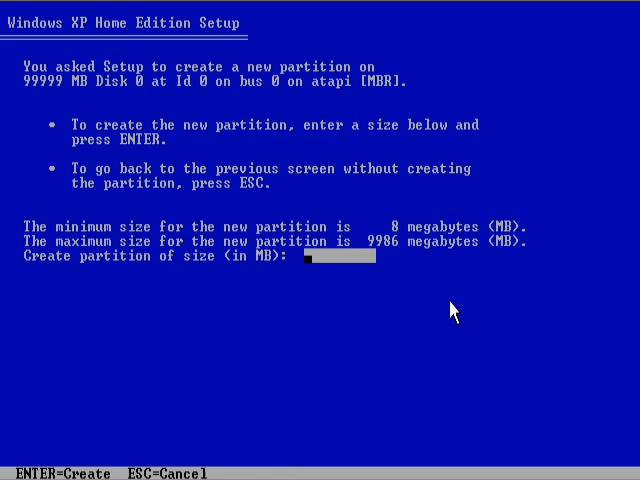 Windows XP Home Edition Setup
You asked Setup to create a new partition on
99999 MB Disk 0 at Id 0 on bus 0 on atapi [MBR].
• To create the new partition, enter a size below and
press ENTER.
• To go back to the previous screen without creating
the partition, press ESC.
The minimum size for the new partition is 8 megabytes (MB).
The maximum size for the new partition is 9986 megabytes (MB).
Create partition of size (in MB):
ENTER=Create ESC=Cancel